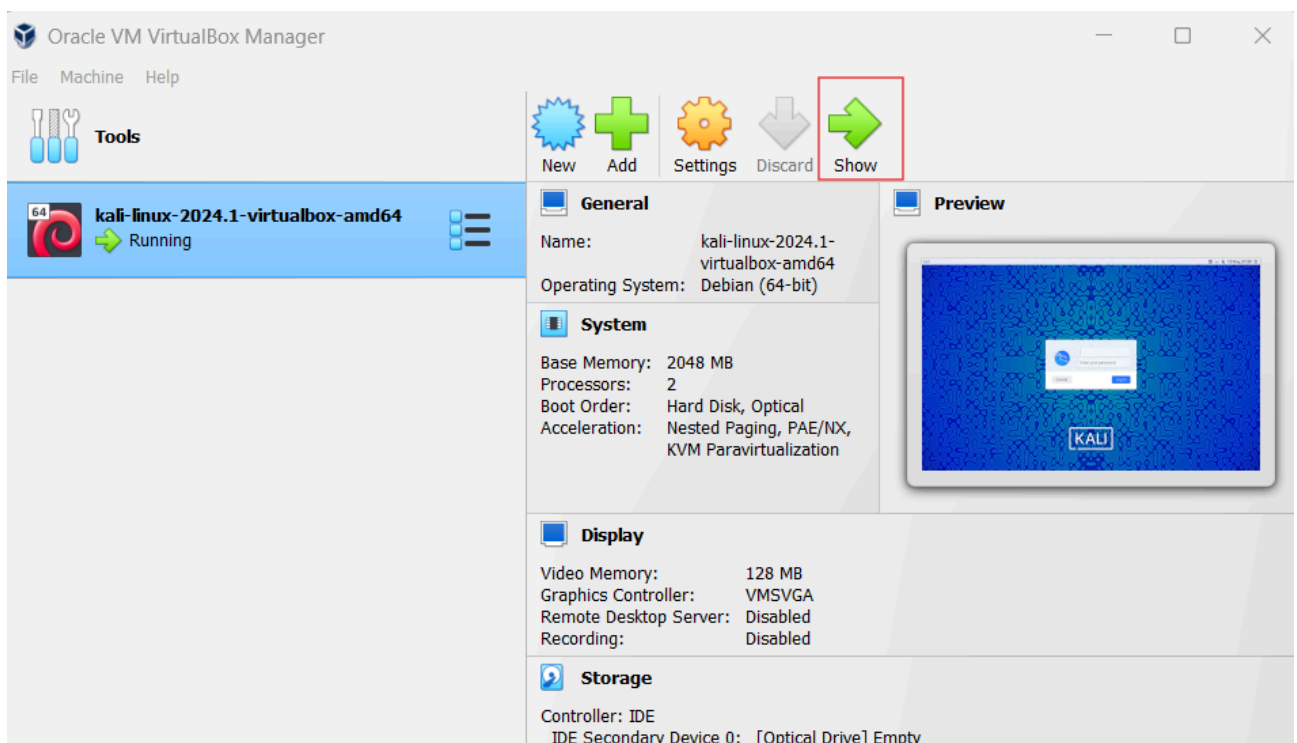 Oracle VM VirtualBox Manager
File Machine Help
Tools
New Add Settings Discard Show
64
kali-linux-2024.1-virtualbox-amd64
Running
General
Name: kali-linux-2024.1-
virtualbox-amd64
Operating System: Debian (64-bit)
System
Base Memory: 2048 MB
Processors: 2
Boot Order: Hard Disk, Optical
Acceleration: Nested Paging, PAE/NX,
KVM Paravirtualization
Preview
KALI
Display
Video Memory: 128 MB
Graphics Controller: VMSVGA
Remote Desktop Server: Disabled
Recording: Disabled
Storage
Controller: IDE
IDE Secondary Device 0: [Optical Drive] Empty